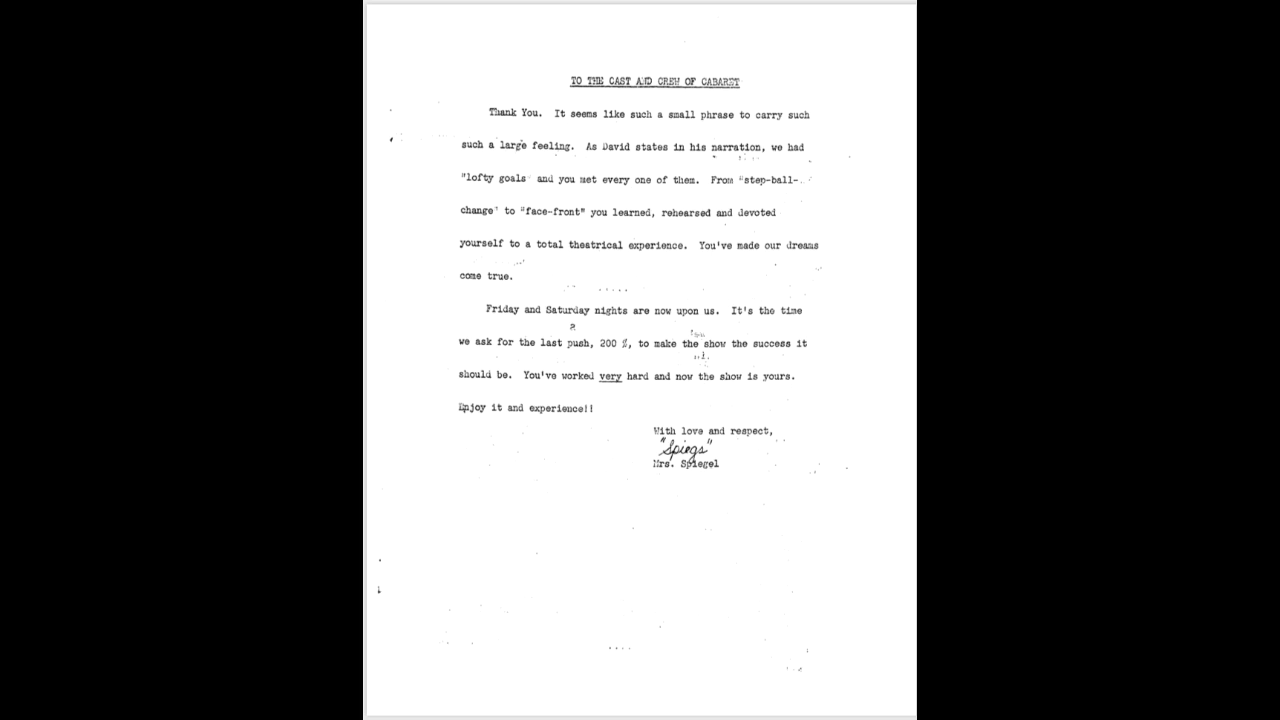 TO THE CAST AND CREW OF CABARET
Thank You. It seems like such a small phrase to carry such
such a large feeling. As David states in his narration, we had
"lofty goals" and you met every one of them. From "step-ball-
change" to "face-front" you learned, rehearsed and devoted
yourself to a total theatrical experience. You've made our dreams
come true.
Friday and Saturday nights are now upon us. It's the time
we ask for the last push, 200 %, to make the show the success it
should be. You've worked very hard and now the show is yours.
Enjoy it and experience!!
With love and respect,
"Spiegs"
Mrs. Spiegel